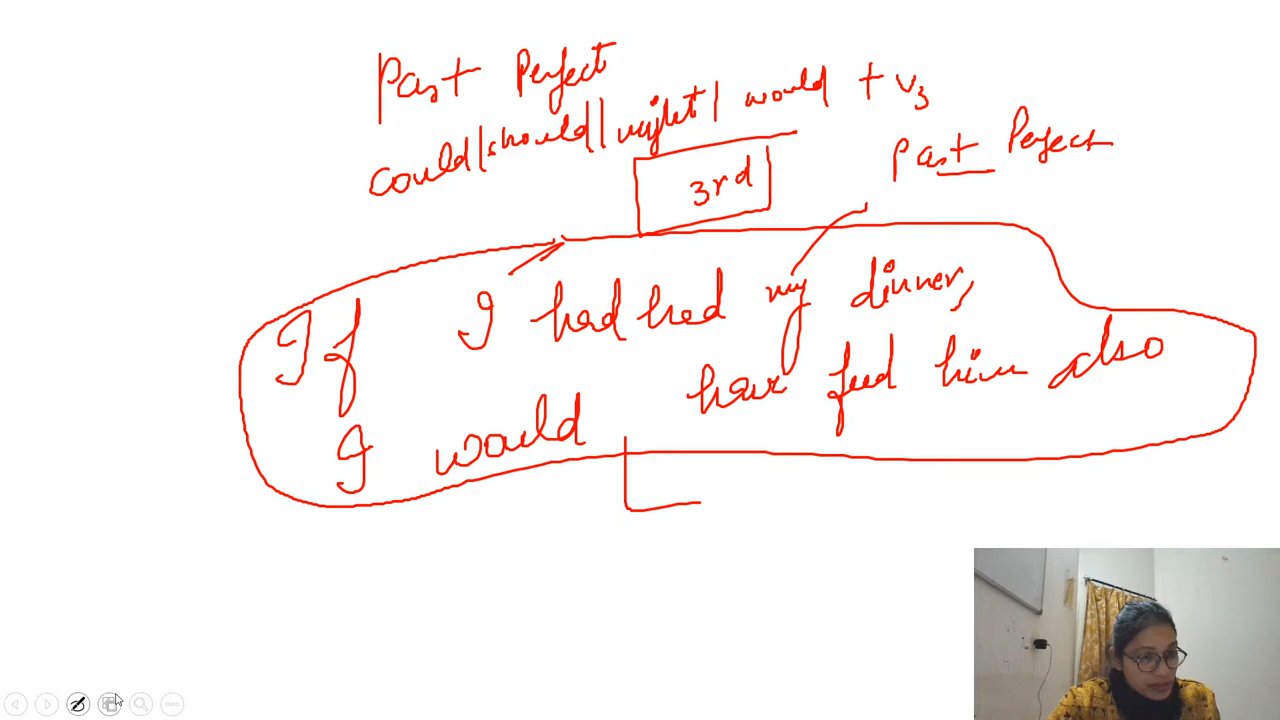 Past Perfect
could/should/might/would + v3
3rd
Past Perfect
If I had had my dinner,
I would have feed him also